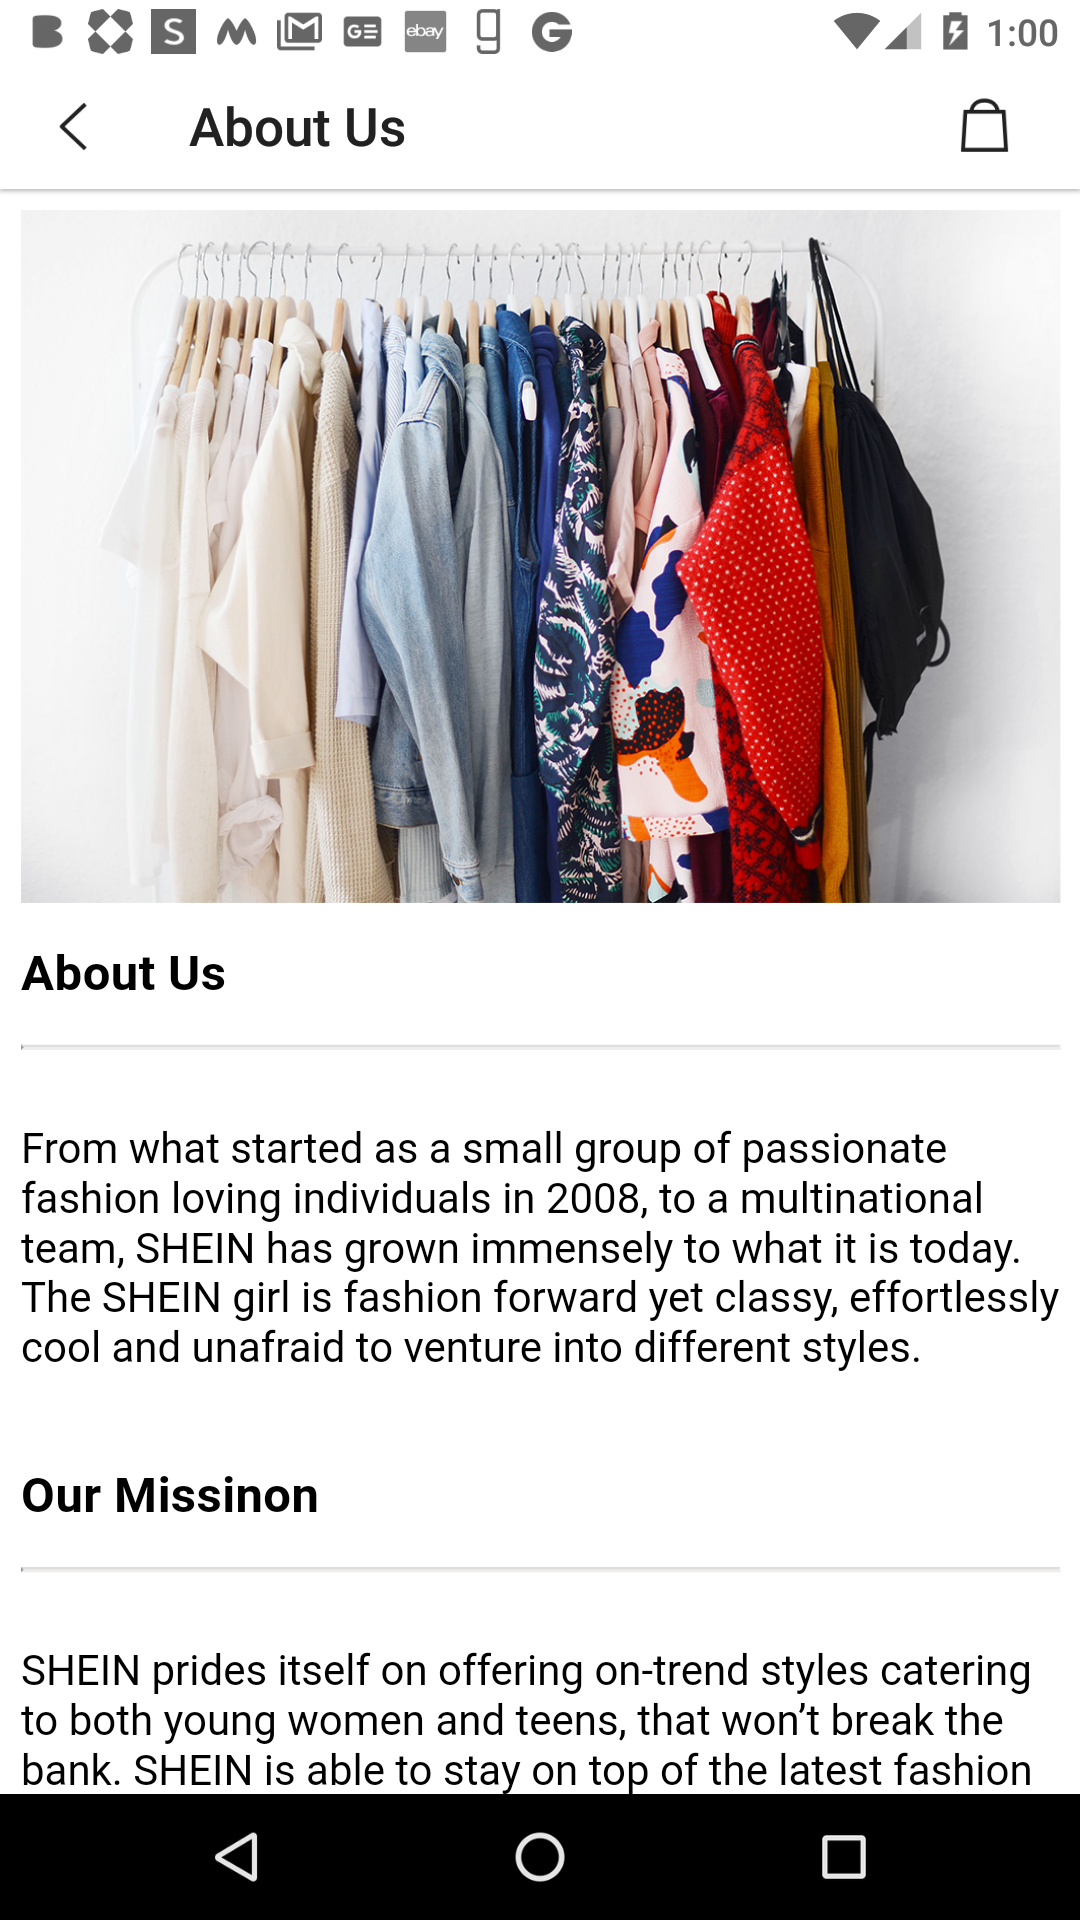 B S M GE ebay g G 1:00
About Us
About Us
From what started as a small group of passionate
fashion loving individuals in 2008, to a multinational
team, SHEIN has grown immensely to what it is today.
The SHEIN girl is fashion forward yet classy, effortlessly
cool and unafraid to venture into different styles.
Our Missinon
SHEIN prides itself on offering on-trend styles catering
to both young women and teens, that won’t break the
bank. SHEIN is able to stay on top of the latest fashion